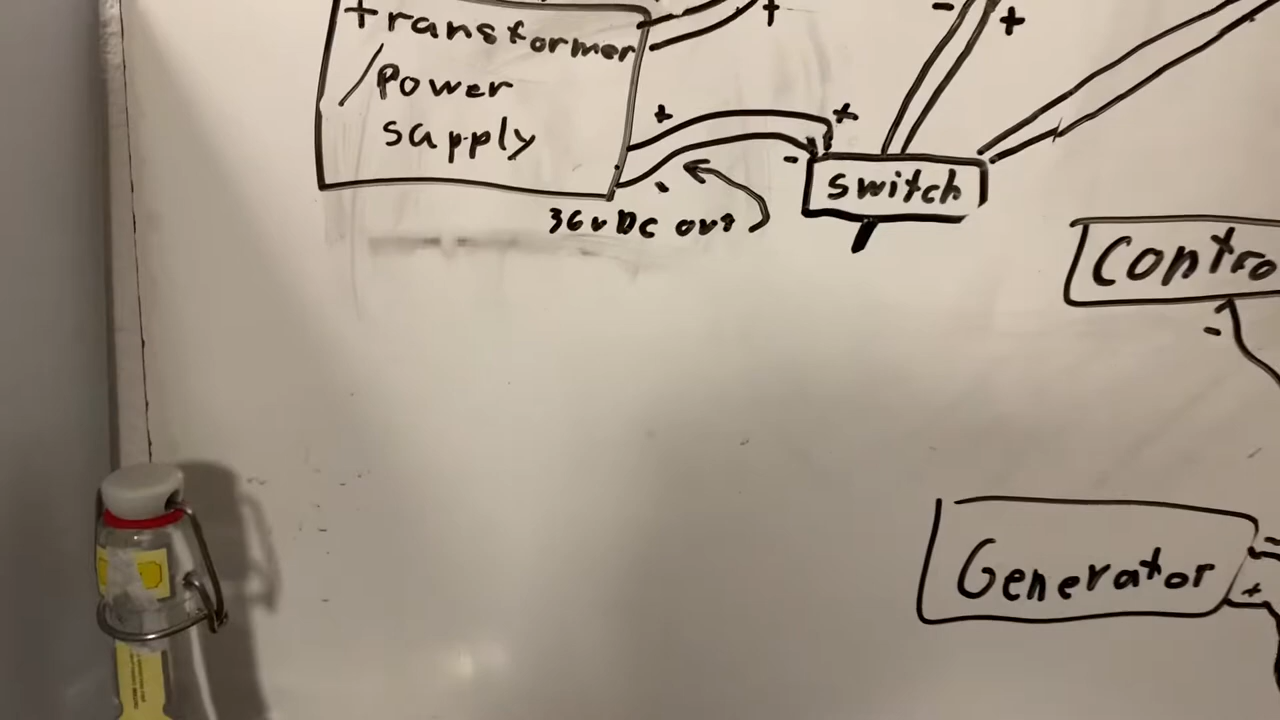 transformer
/Power
supply
+
+
-
+
+
-
-
36vDC out
switch
Contro
-
Generator
-
+